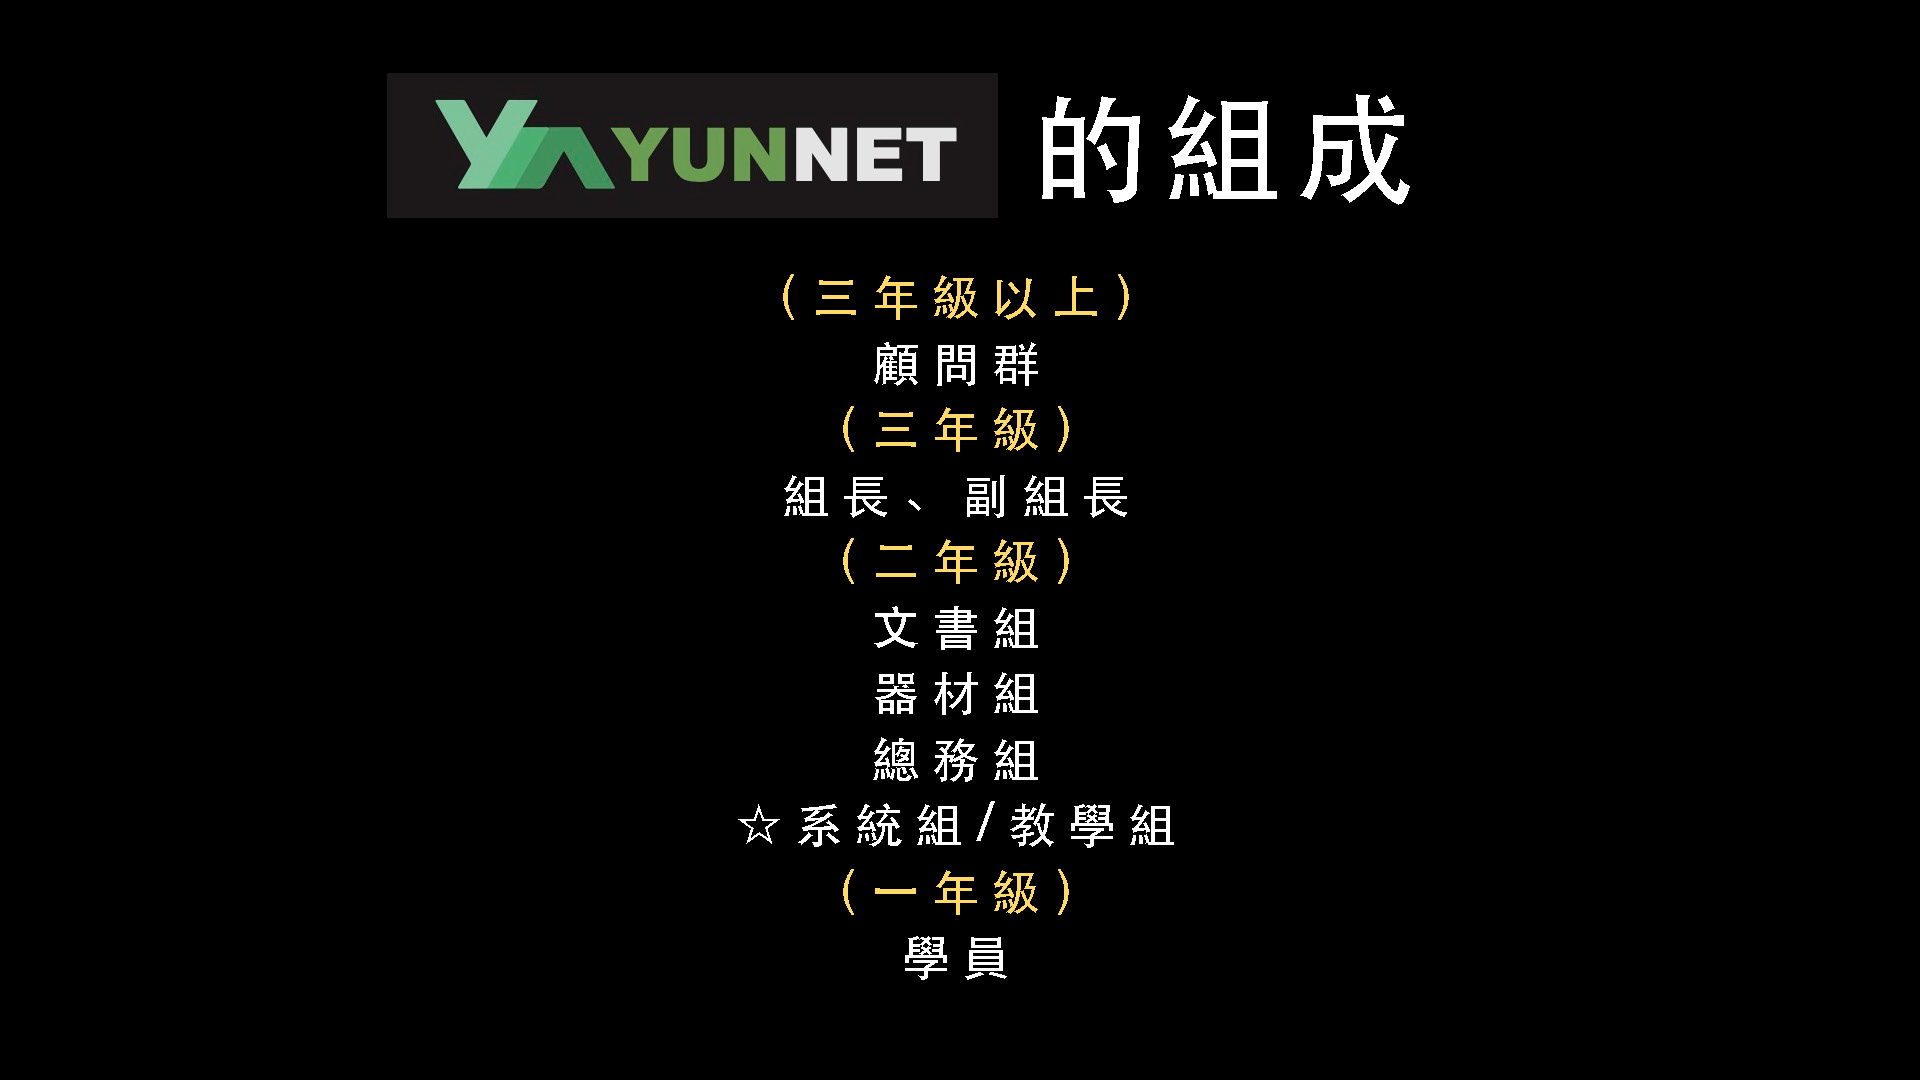 YUNNET 的組成
(三年級以上)
顧問群
(三年級)
組長、副組長
(二年級)
文書組
器材組
總務組
☆系統組/教學組
(一年級)
學員